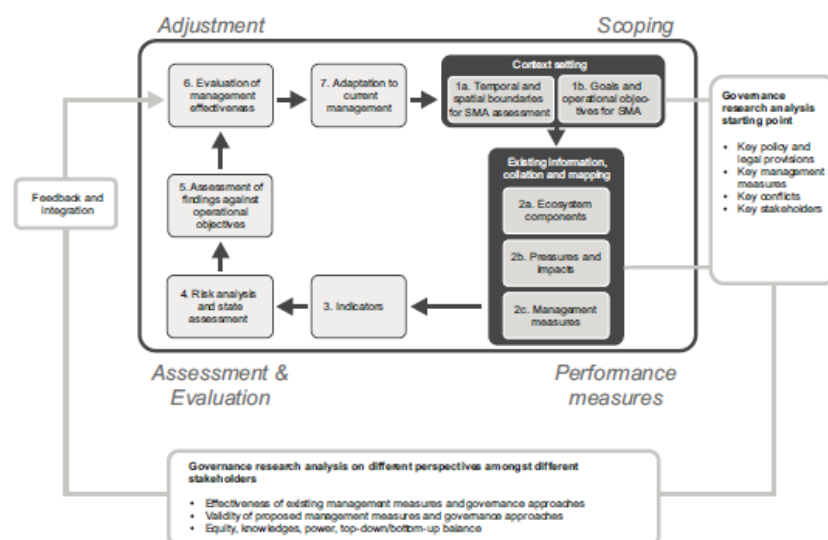 Adjustment
Scoping
6. Evaluation of
management
effectiveness
7. Adaptation to
current
management
Context setting
1a. Temporal and
spatial boundaries
for SMA assessment
1b. Goals and
operational objec-
tives for SMA
Governance
research analysis
starting point
• Key policy and
legal provisions
• Key management
measures
• Key conflicts
• Key stakeholders
Existing information,
collation and mapping
2a. Ecosystem
components
2b. Pressures and
impacts
2c. Management
measures
Feedback and
integration
5. Assessment of
findings against
operational
objectives
4. Risk analysis
and state
assessment
3. Indicators
Assessment &
Evaluation
Performance
measures
Governance research analysis on different perspectives amongst different
stakeholders
• Effectiveness of existing management measures and governance approaches
• Validity of proposed management measures and governance approaches
• Equity, knowledges, power, top-down/bottom-up balance